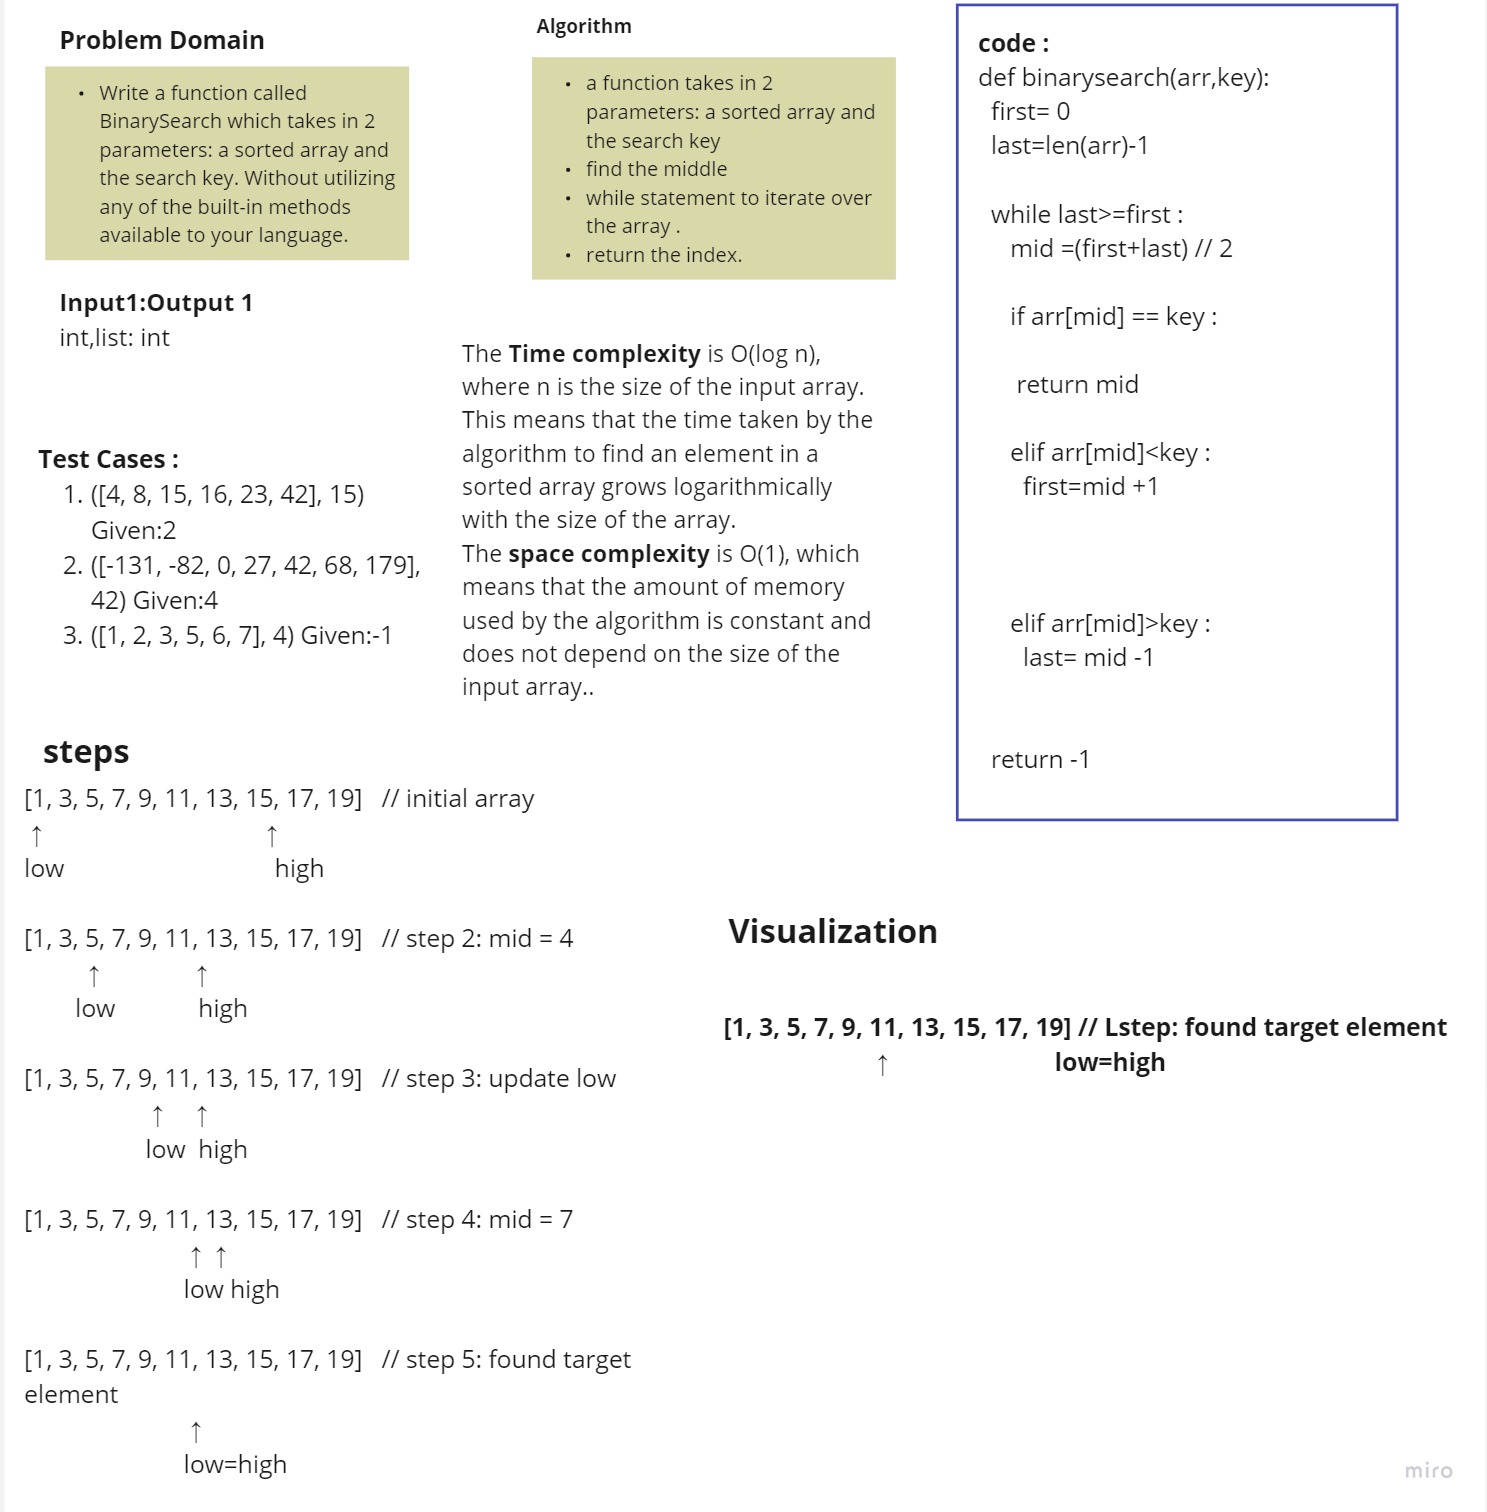 Problem Domain
• Write a function called
BinarySearch which takes in 2
parameters: a sorted array and
the search key. Without utilizing
any of the built-in methods
available to your language.
Input1:Output 1
int,list: int
Test Cases :
1. ([4, 8, 15, 16, 23, 42], 15)
Given:2
2. ([-131, -82, 0, 27, 42, 68, 179],
42) Given:4
3. ([1, 2, 3, 5, 6, 7], 4) Given:-1
Algorithm
• a function takes in 2
parameters: a sorted array and
the search key
• find the middle
• while statement to iterate over
the array .
• return the index.
The Time complexity is O(log n),
where n is the size of the input array.
This means that the time taken by the
algorithm to find an element in a
sorted array grows logarithmically
with the size of the array.
The space complexity is O(1), which
means that the amount of memory
used by the algorithm is constant and
does not depend on the size of the
input array..
code :
def binarysearch(arr,key):
first= 0
last=len(arr)-1
while last>=first :
mid =(first+last) // 2
if arr[mid] == key :
return mid
elif arr[mid]<key :
first=mid +1
elif arr[mid]>key :
last= mid -1
return -1
steps
[1, 3, 5, 7, 9, 11, 13, 15, 17, 19] // initial array
↑ ↑
low high
[1, 3, 5, 7, 9, 11, 13, 15, 17, 19] // step 2: mid = 4
↑ ↑
low high
[1, 3, 5, 7, 9, 11, 13, 15, 17, 19] // step 3: update low
↑ ↑
low high
[1, 3, 5, 7, 9, 11, 13, 15, 17, 19] // step 4: mid = 7
↑ ↑
low high
[1, 3, 5, 7, 9, 11, 13, 15, 17, 19] // step 5: found target
element
↑
low=high
Visualization
[1, 3, 5, 7, 9, 11, 13, 15, 17, 19] // Lstep: found target element
↑ low=high
miro